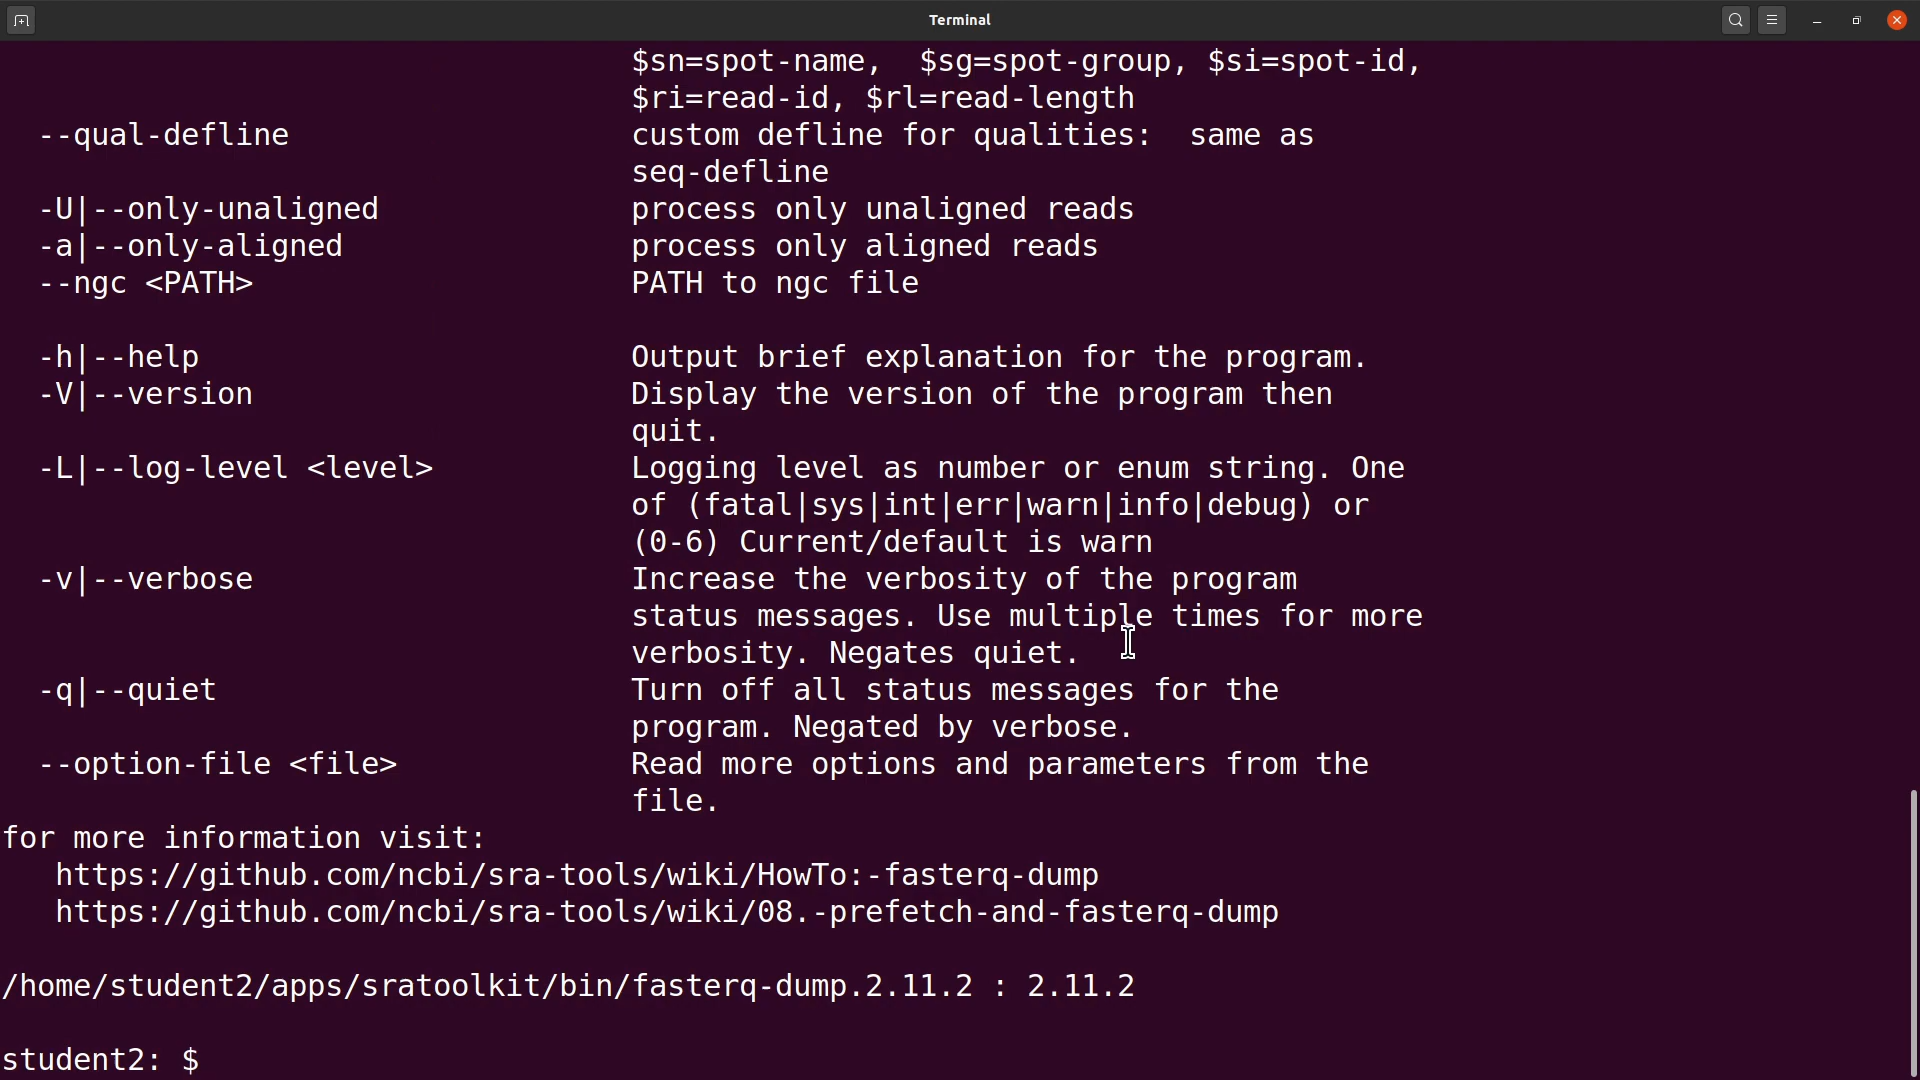 Terminal
$sn=spot-name,  $sg=spot-group, $si=spot-id,
$ri=read-id, $rl=read-length
--qual-defline                   custom defline for qualities:  same as
seq-defline
-U|--only-unaligned              process only unaligned reads
-a|--only-aligned                process only aligned reads
--ngc <PATH>                     PATH to ngc file
-h|--help                        Output brief explanation for the program.
-V|--version                     Display the version of the program then
quit.
-L|--log-level <level>           Logging level as number or enum string. One
of (fatal|sys|int|err|warn|info|debug) or
(0-6) Current/default is warn
-v|--verbose                     Increase the verbosity of the program
status messages. Use multiple times for more
verbosity. Negates quiet.
-q|--quiet                       Turn off all status messages for the
program. Negated by verbose.
--option-file <file>             Read more options and parameters from the
file.
for more information visit:
https://github.com/ncbi/sra-tools/wiki/HowTo:-fasterq-dump
https://github.com/ncbi/sra-tools/wiki/08.-prefetch-and-fasterq-dump
/home/student2/apps/sratoolkit/bin/fasterq-dump.2.11.2 : 2.11.2
student2: $